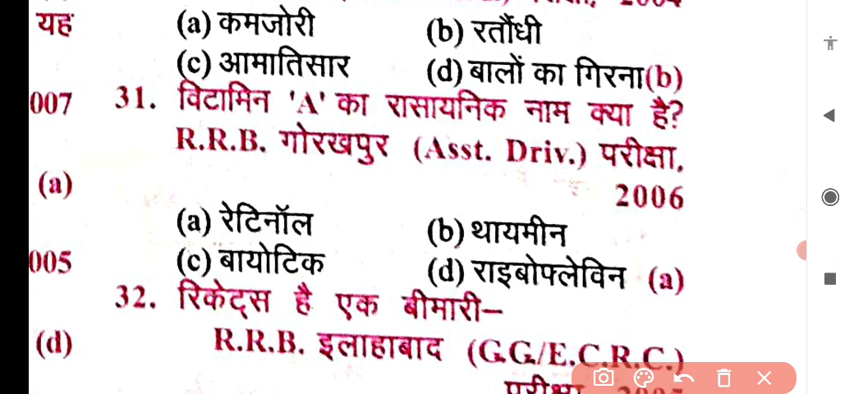 यह (a) कमजोरी (b) रतौंधी
(c) आमातिसार (d) बालों का गिरना (b)
007 31. विटामिन 'A' का रासायनिक नाम क्या है?
R.R.B. गोरखपुर (Asst. Driv.) परीक्षा,
(a) 2006
(a) रेटिनॉल (b) थायमीन
005 (c) बायोटिक (d) राइबोफ्लेविन (a)
32. रिकेट्स है एक बीमारी–
(d) R.R.B. इलाहाबाद (G.G./E.C.R.C.)